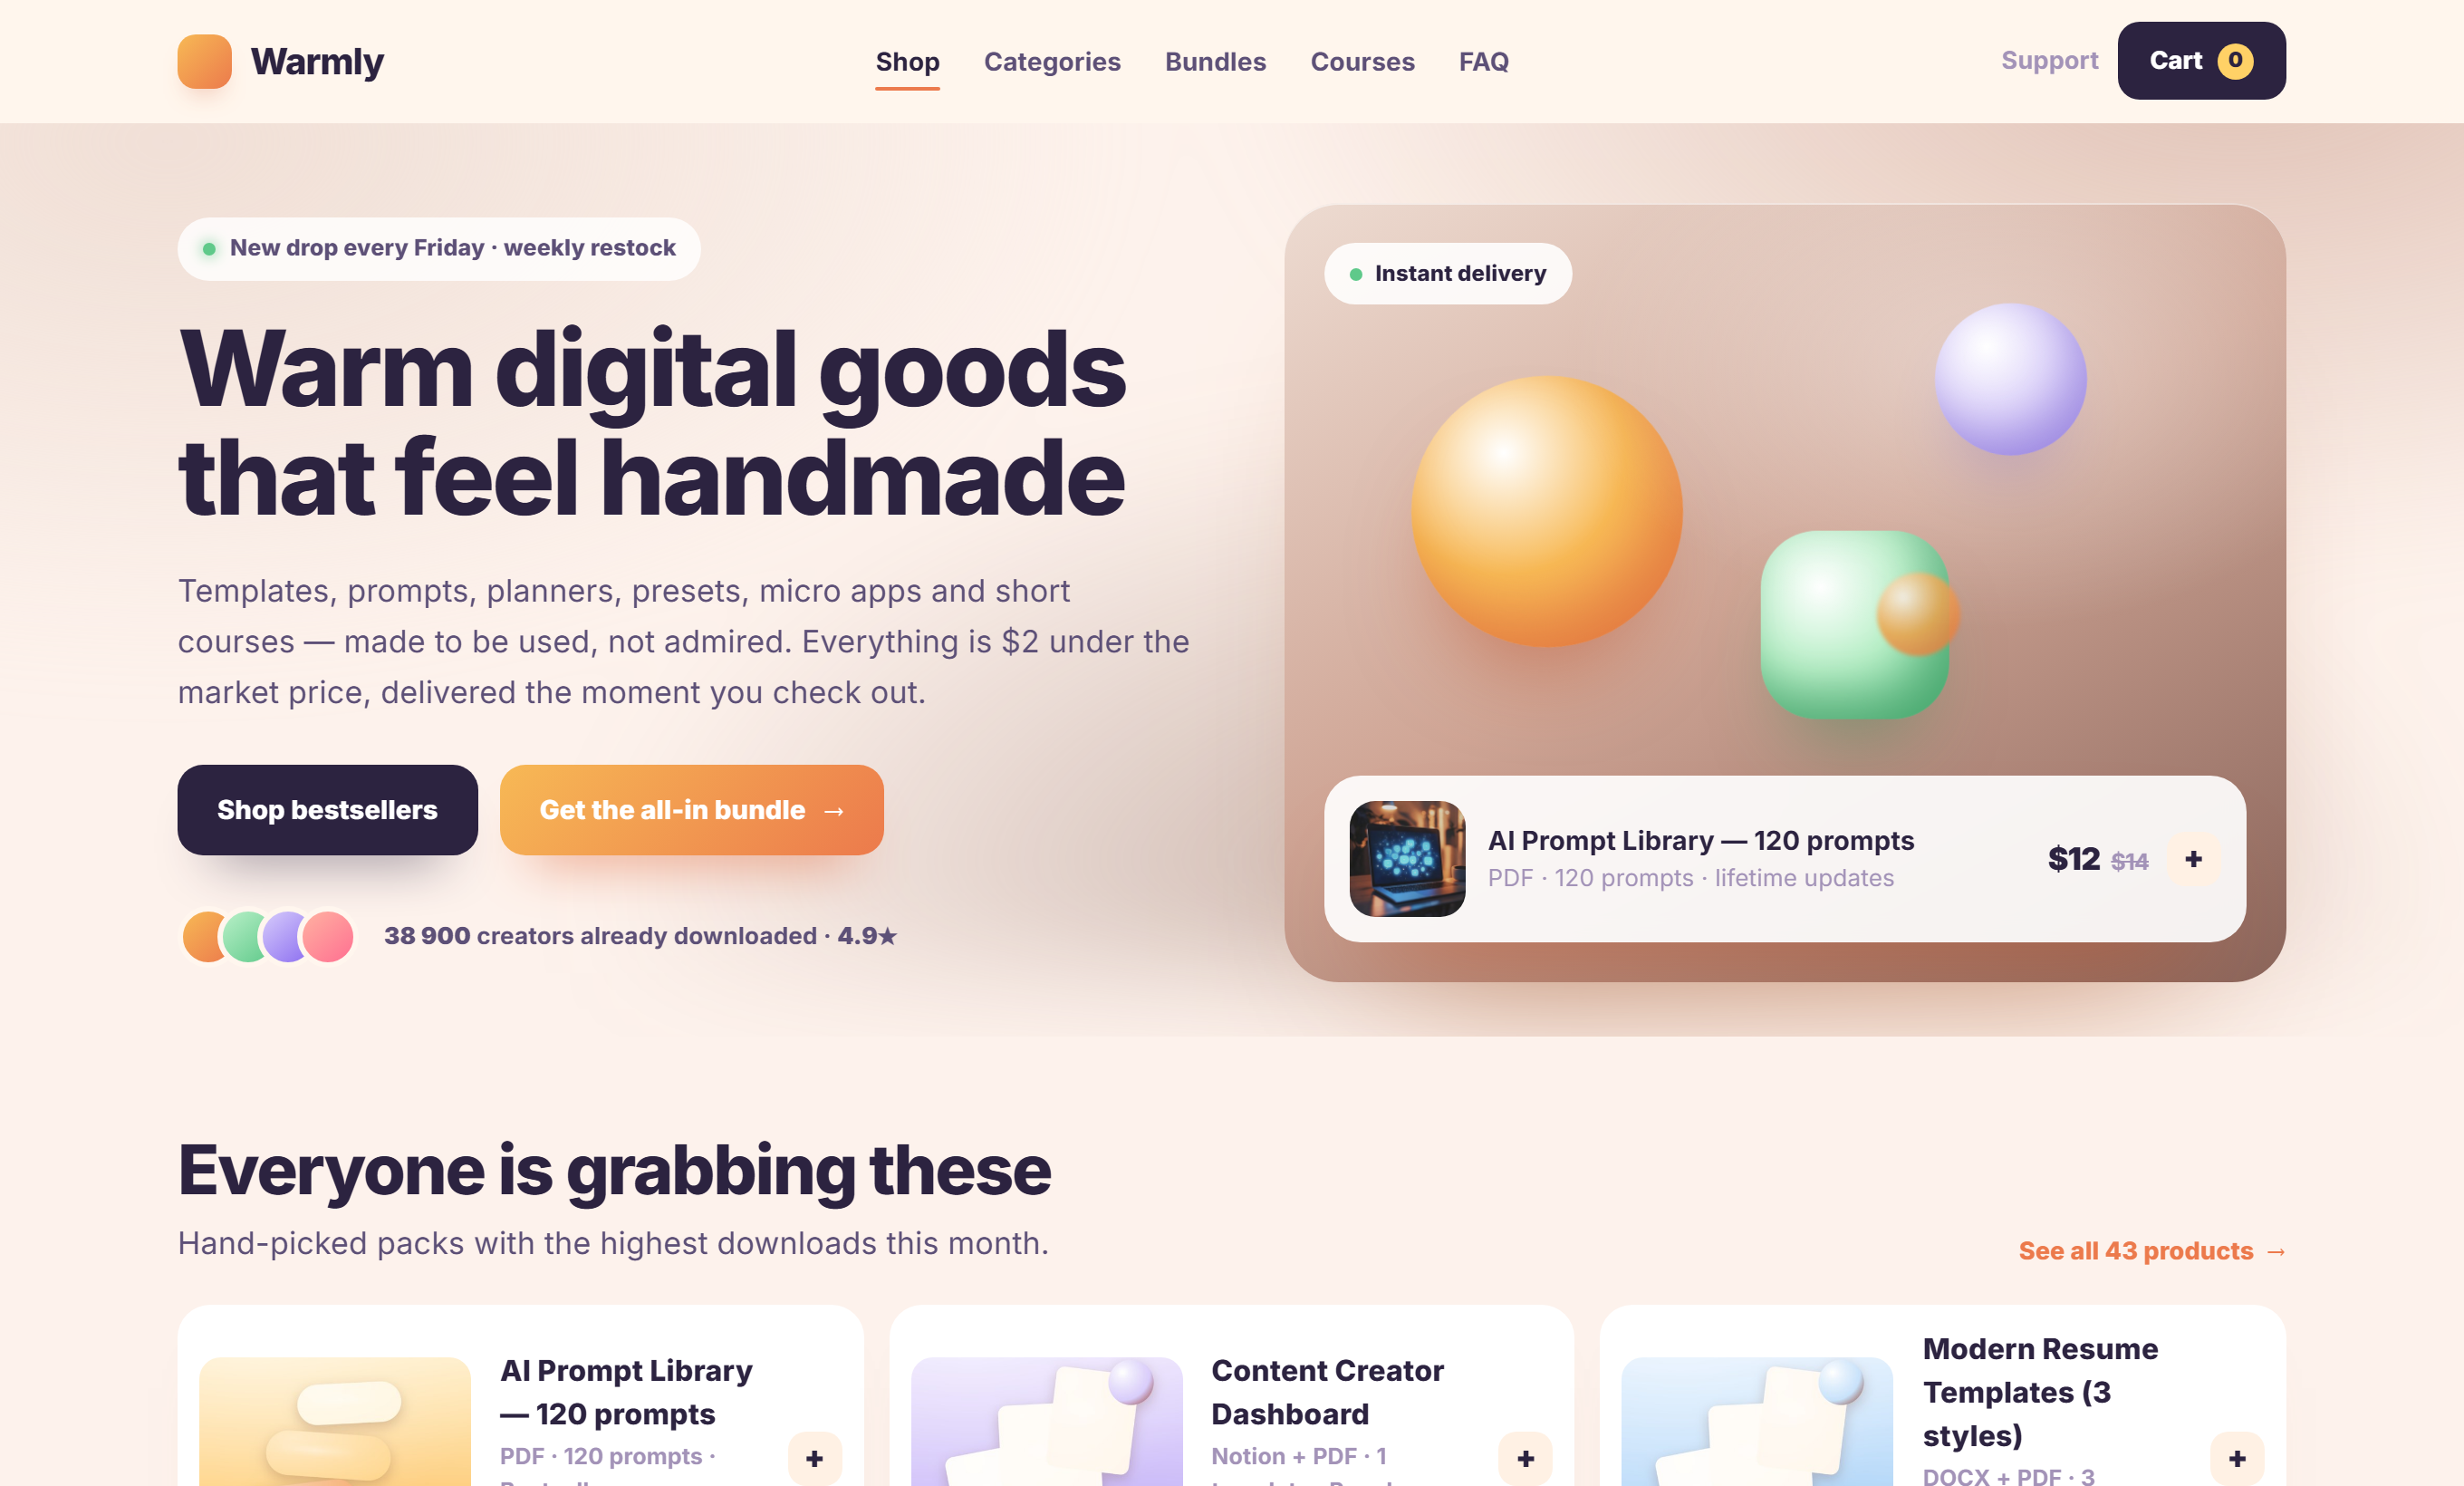 Warmly
Shop
Categories
Bundles
Courses
FAQ
Support
Cart 0
New drop every Friday · weekly restock
Warm digital goods
that feel handmade
Templates, prompts, planners, presets, micro apps and short
courses — made to be used, not admired. Everything is $2 under the
market price, delivered the moment you check out.
Shop bestsellers
Get the all-in bundle →
38 900 creators already downloaded · 4.9★
Instant delivery
AI Prompt Library — 120 prompts
PDF · 120 prompts · lifetime updates
$12 $14
+
Everyone is grabbing these
Hand-picked packs with the highest downloads this month.
See all 43 products →
AI Prompt Library
— 120 prompts
PDF · 120 prompts ·
+
Content Creator
Dashboard
Notion + PDF · 1
+
Modern Resume
Templates (3
styles)
DOCX + PDF · 3
+